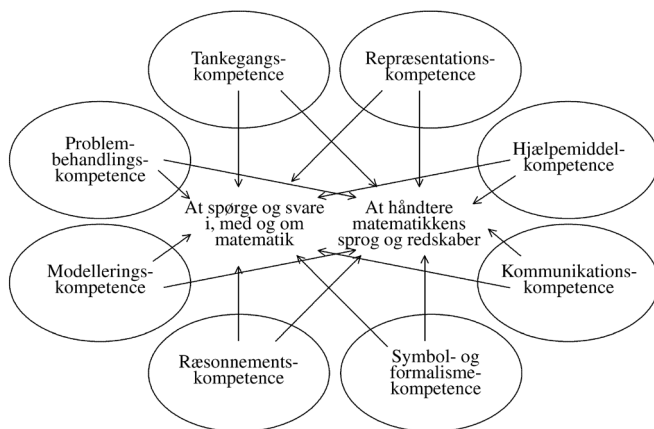 Tankegangs-
kompetence
Repræsentations-
kompetence
Problem-
behandlings-
kompetence
Hjælpemiddel-
kompetence
At spørge og svare
i, med og om
matematik
At håndtere
matematikkens
sprog og redskaber
Modellerings-
kompetence
Kommunikations-
kompetence
Ræsonnements-
kompetence
Symbol- og
formalisme-
kompetence